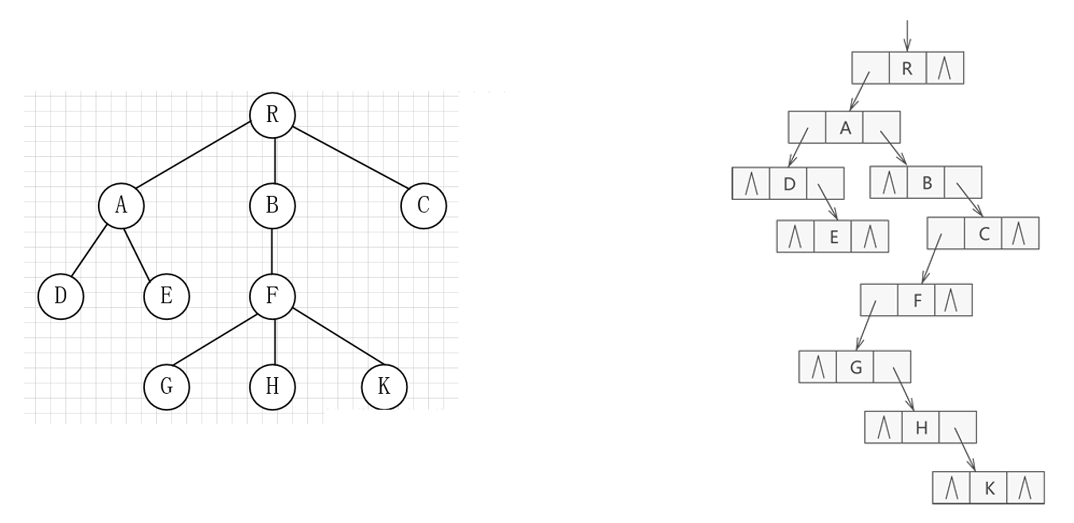 R
A B C
D E F
G H K
R ∧
A
∧ D ∧ B
∧ E ∧ C ∧
F ∧
∧ G
∧ H
∧ K ∧